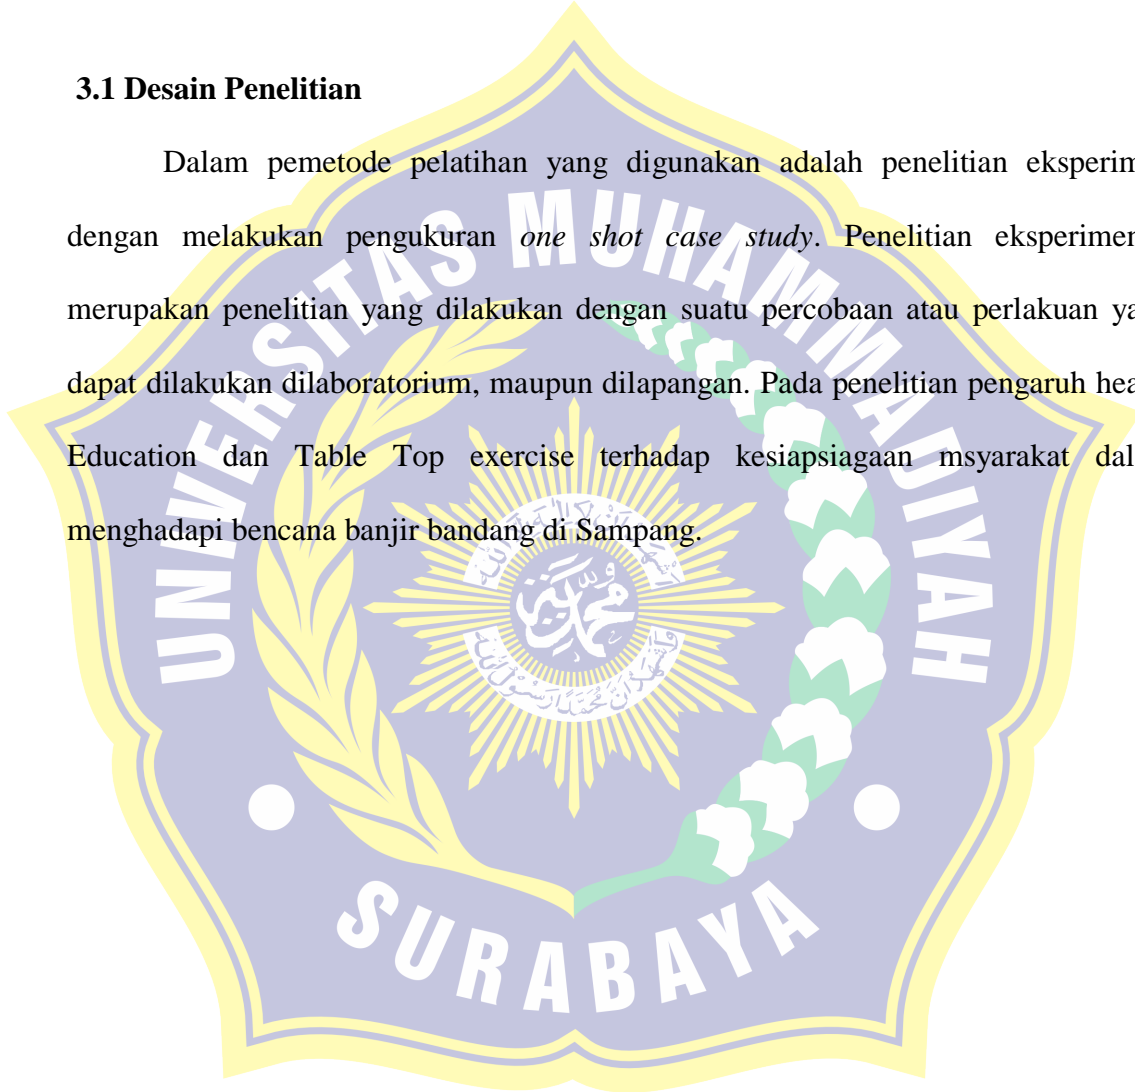 3.1 Desain Penelitian
Dalam pemetode pelatihan yang digunakan adalah penelitian eksperim
dengan melakukan pengukuran one shot case study. Penelitian eksperimen
merupakan penelitian yang dilakukan dengan suatu percobaan atau perlakuan ya
dapat dilakukan dilaboratorium, maupun dilapangan. Pada penelitian pengaruh hea
Education dan Table Top exercise terhadap kesiapsiagaan msyarakat dal
menghadapi bencana banjir bandang di Sampang.
UNIVERSITAS MUHAMMADIYAH
SURABAYA
محمد